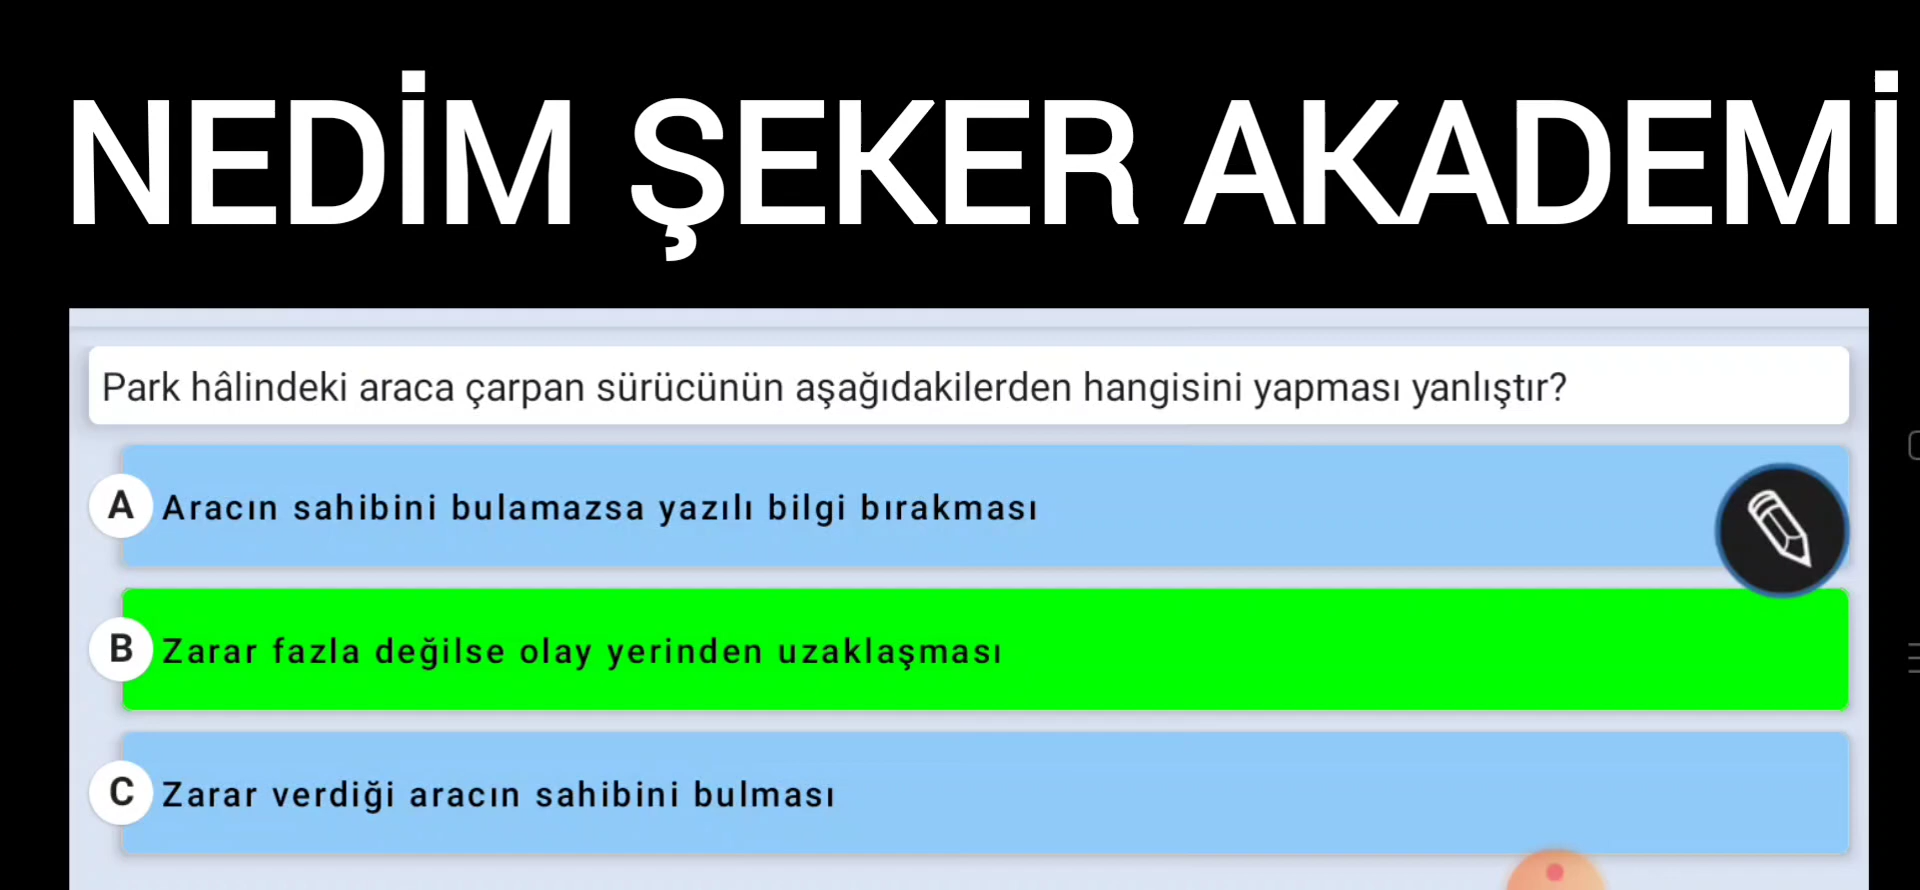 NEDİM ŞEKER AKADEMİ
Park hâlindeki araca çarpan sürücünün aşağıdakilerden hangisini yapması yanlıştır?
A Aracın sahibini bulamazsa yazılı bilgi bırakması
B Zarar fazla değilse olay yerinden uzaklaşması
C Zarar verdiği aracın sahibini bulması